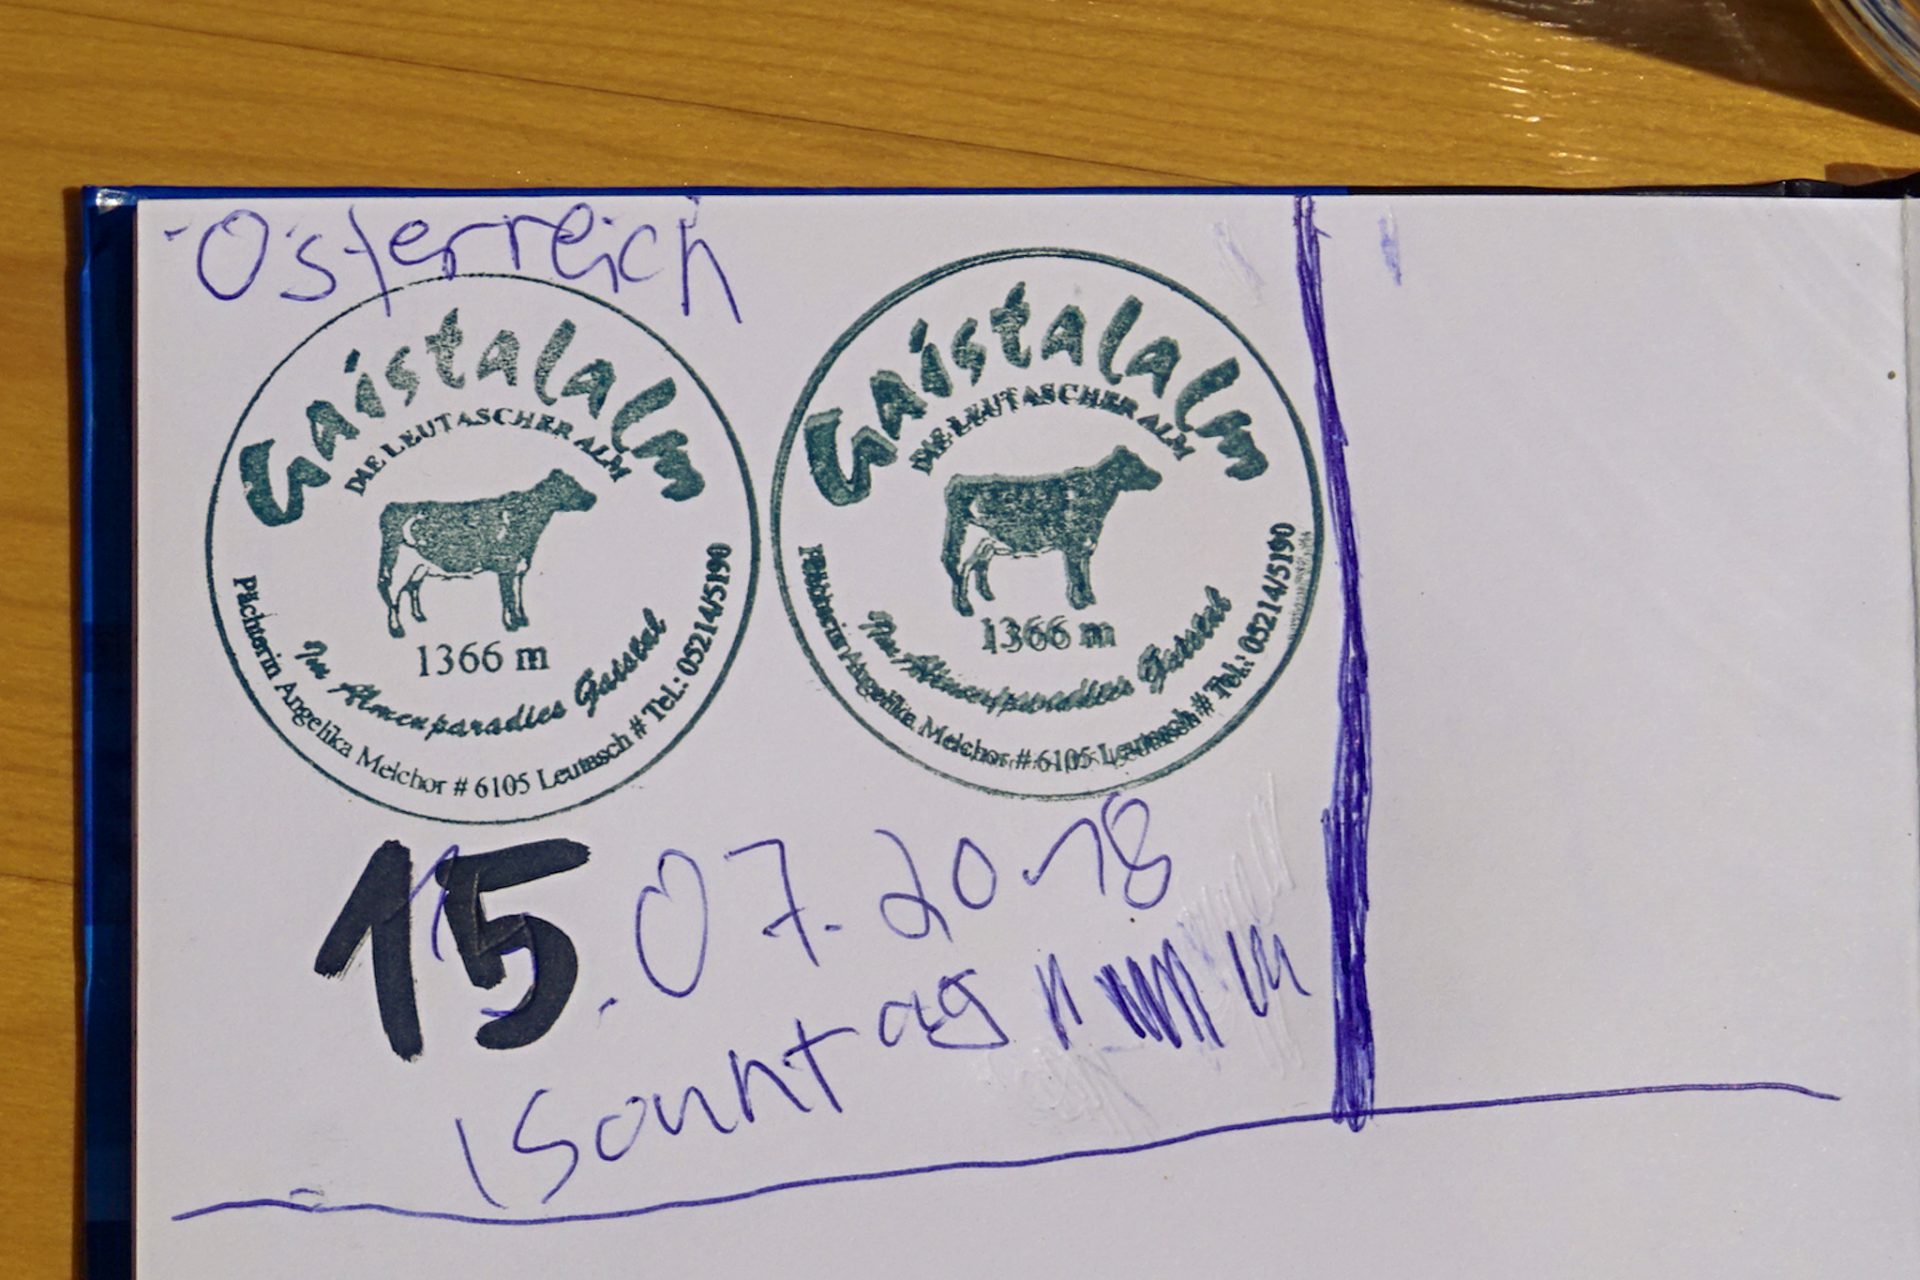 Österreich
Gaistalalm
DIE LEUTASCHER ALM
1366 m
Im Almenparadies Gaistal
Pächterin Angelika Melchor # 6105 Leutasch # Tel.: 05214/5190
Gaistalalm
DIE LEUTASCHER ALM
1366 m
Im Almenparadies Gaistal
Pächterin Angelika Melchor # 6105 Leutasch # Tel.: 05214/5190
15.07.2018
Sonntag